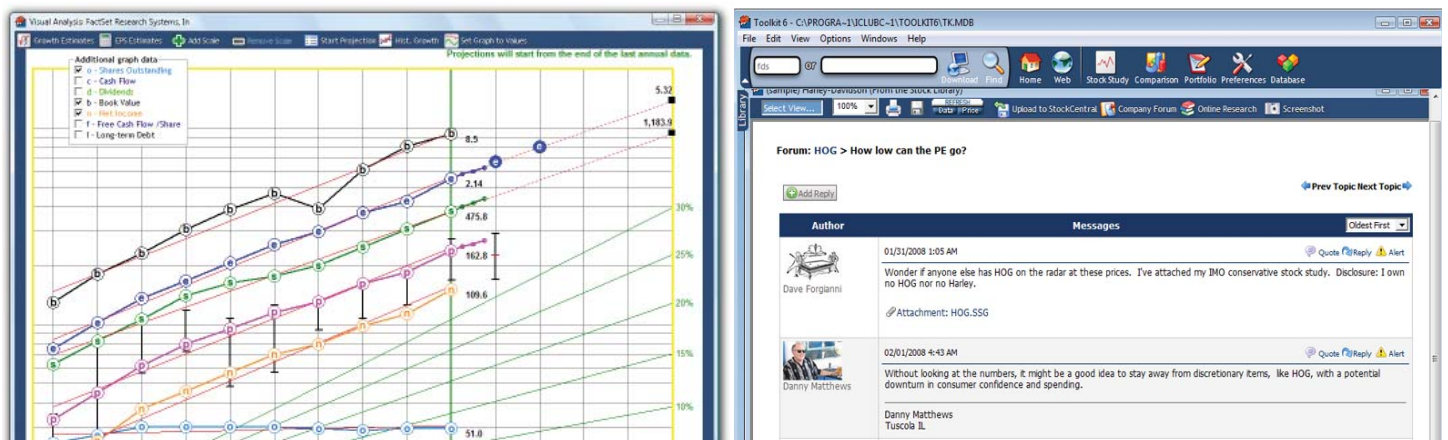 Visual Analysis: FactSet Research Systems, In
Growth Estimates EPS Estimates Add Scale Remove Scale Start Projection Hist. Growth Set Graph to Values
Projections will start from the end of the last annual data.
Additional graph data
o - Shares Outstanding
c - Cash Flow
d - Dividends
b - Book Value
n - Net Income
f - Free Cash Flow /Share
l - Long-term Debt
5.32
1,183.9
8.5
2.14
475.8
162.8
109.6
51.0
30%
25%
20%
15%
10%
b b b b b b b b b b
e e e e e e e e e e e e
s s s s s s s s s s
p p p p p p p p p p
n n n n n n n n
o o o o o o o o
Toolkit 6 - C:\PROGRA~1\ICLUBC~1\TOOLKIT6\TK.MDB
File Edit View Options Windows Help
fds or Download Find Home Web Stock Study Comparison Portfolio Preferences Database
Library
(sample) Harley-Davidson (From the Stock Library)
Select View... 100% REFRESH Data Price Upload to StockCentral Company Forum Online Research Screenshot
Forum: HOG > How low can the PE go?
Add Reply
Prev Topic Next Topic
Author Messages Oldest First
01/31/2008 1:05 AM Quote Reply Alert
Dave Forgianni
Wonder if anyone else has HOG on the radar at these prices. I've attached my IMO conservative stock study. Disclosure: I own
no HOG nor no Harley.
Attachment: HOG.SSG
02/01/2008 4:43 AM Quote Reply Alert
Danny Matthews
Without looking at the numbers, it might be a good idea to stay away from discretionary items, like HOG, with a potential
downturn in consumer confidence and spending.
Danny Matthews
Tuscola IL